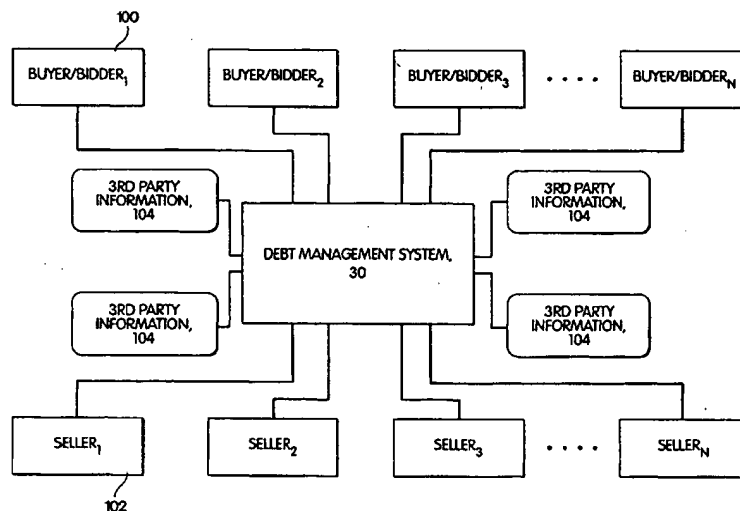 100
BUYER/BIDDER1 BUYER/BIDDER2 BUYER/BIDDER3 .... BUYER/BIDDERN
3RD PARTY
INFORMATION,
104
3RD PARTY
INFORMATION,
104
DEBT MANAGEMENT SYSTEM,
30
3RD PARTY
INFORMATION,
104
3RD PARTY
INFORMATION,
104
SELLER1 SELLER2 SELLER3 .... SELLERN
102